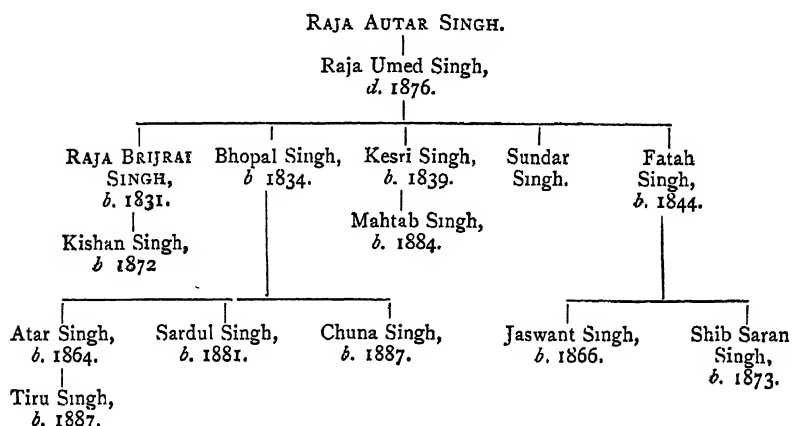 RAJA AUTAR SINGH.
Raja Umed Singh,
d. 1876.
RAJA BRIJRAI
SINGH,
b. 1831.
Bhopal Singh,
b 1834.
Kesri Singh,
b. 1839.
Sundar
Singh.
Fatah
Singh,
b. 1844.
Kishan Singh,
b 1872
Mahtab Singh,
b. 1884.
Atar Singh,
b. 1864.
Sardul Singh,
b. 1881.
Chuna Singh,
b. 1887.
Jaswant Singh,
b. 1866.
Shib Saran
Singh,
b. 1873.
Tiru Singh,
b. 1887.